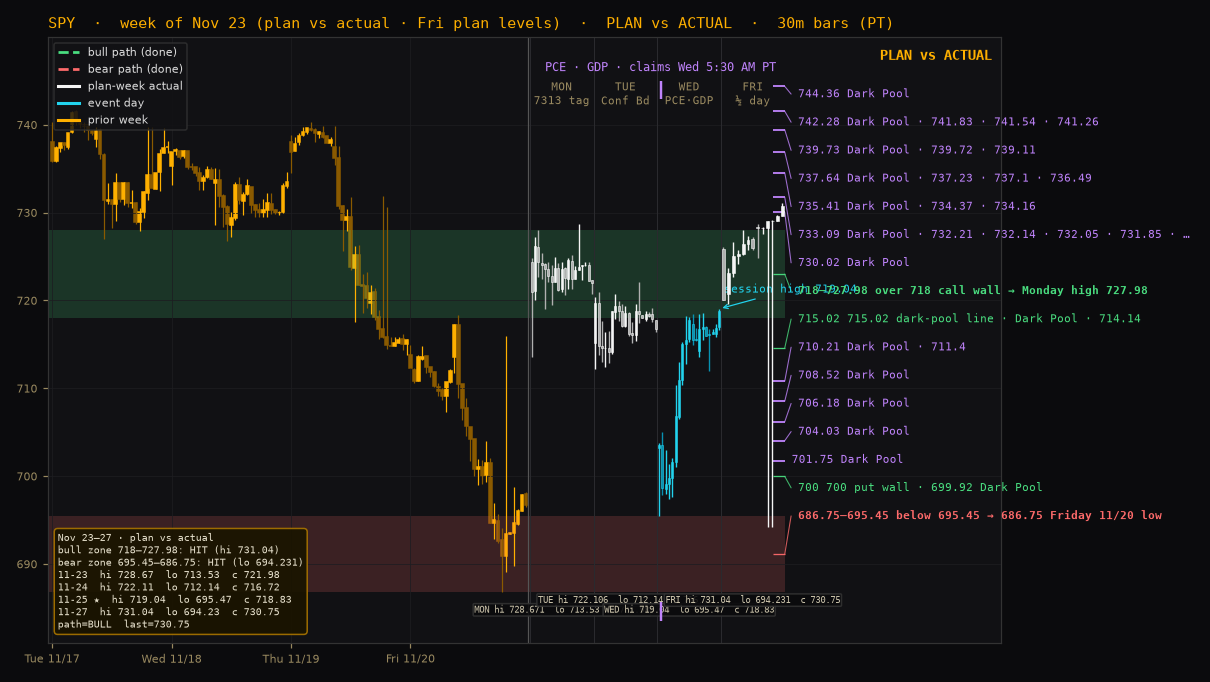 SPY · week of Nov 23 (plan vs actual · Fri plan levels) · PLAN vs ACTUAL · 30m bars (PT)
bull path (done)
bear path (done)
plan-week actual
event day
prior week
PLAN vs ACTUAL
PCE · GDP · claims Wed 5:30 AM PT
MON TUE WED FRI
7313 tag Conf Bd PCE·GDP ½ day
740
730
720
710
700
690
744.36 Dark Pool
742.28 Dark Pool · 741.83 · 741.54 · 741.26
739.73 Dark Pool · 739.72 · 739.11
737.64 Dark Pool · 737.23 · 737.1 · 736.49
735.41 Dark Pool · 734.37 · 734.16
733.09 Dark Pool · 732.21 · 732.14 · 732.05 · 731.85 · …
730.02 Dark Pool
session high 719.04
718–727.98 over 718 call wall → Monday high 727.98
715.02 715.02 dark-pool line · Dark Pool · 714.14
710.21 Dark Pool · 711.4
708.52 Dark Pool
706.18 Dark Pool
704.03 Dark Pool
701.75 Dark Pool
700 700 put wall · 699.92 Dark Pool
686.75–695.45 below 695.45 → 686.75 Friday 11/20 low
Nov 23–27 · plan vs actual
bull zone 718–727.98: HIT (hi 731.04)
bear zone 695.45–686.75: HIT (lo 694.231)
11-23 hi 728.67 lo 713.53 c 721.98
11-24 hi 722.11 lo 712.14 c 716.72
11-25 ★ hi 719.04 lo 695.47 c 718.83
11-27 hi 731.04 lo 694.23 c 730.75
path=BULL last=730.75
TUE hi 722.106 lo 712.14
FRI hi 731.04 lo 694.231 c 730.75
MON hi 728.671 lo 713.53
WED hi 719.04 lo 695.47 c 718.83
Tue 11/17
Wed 11/18
Thu 11/19
Fri 11/20